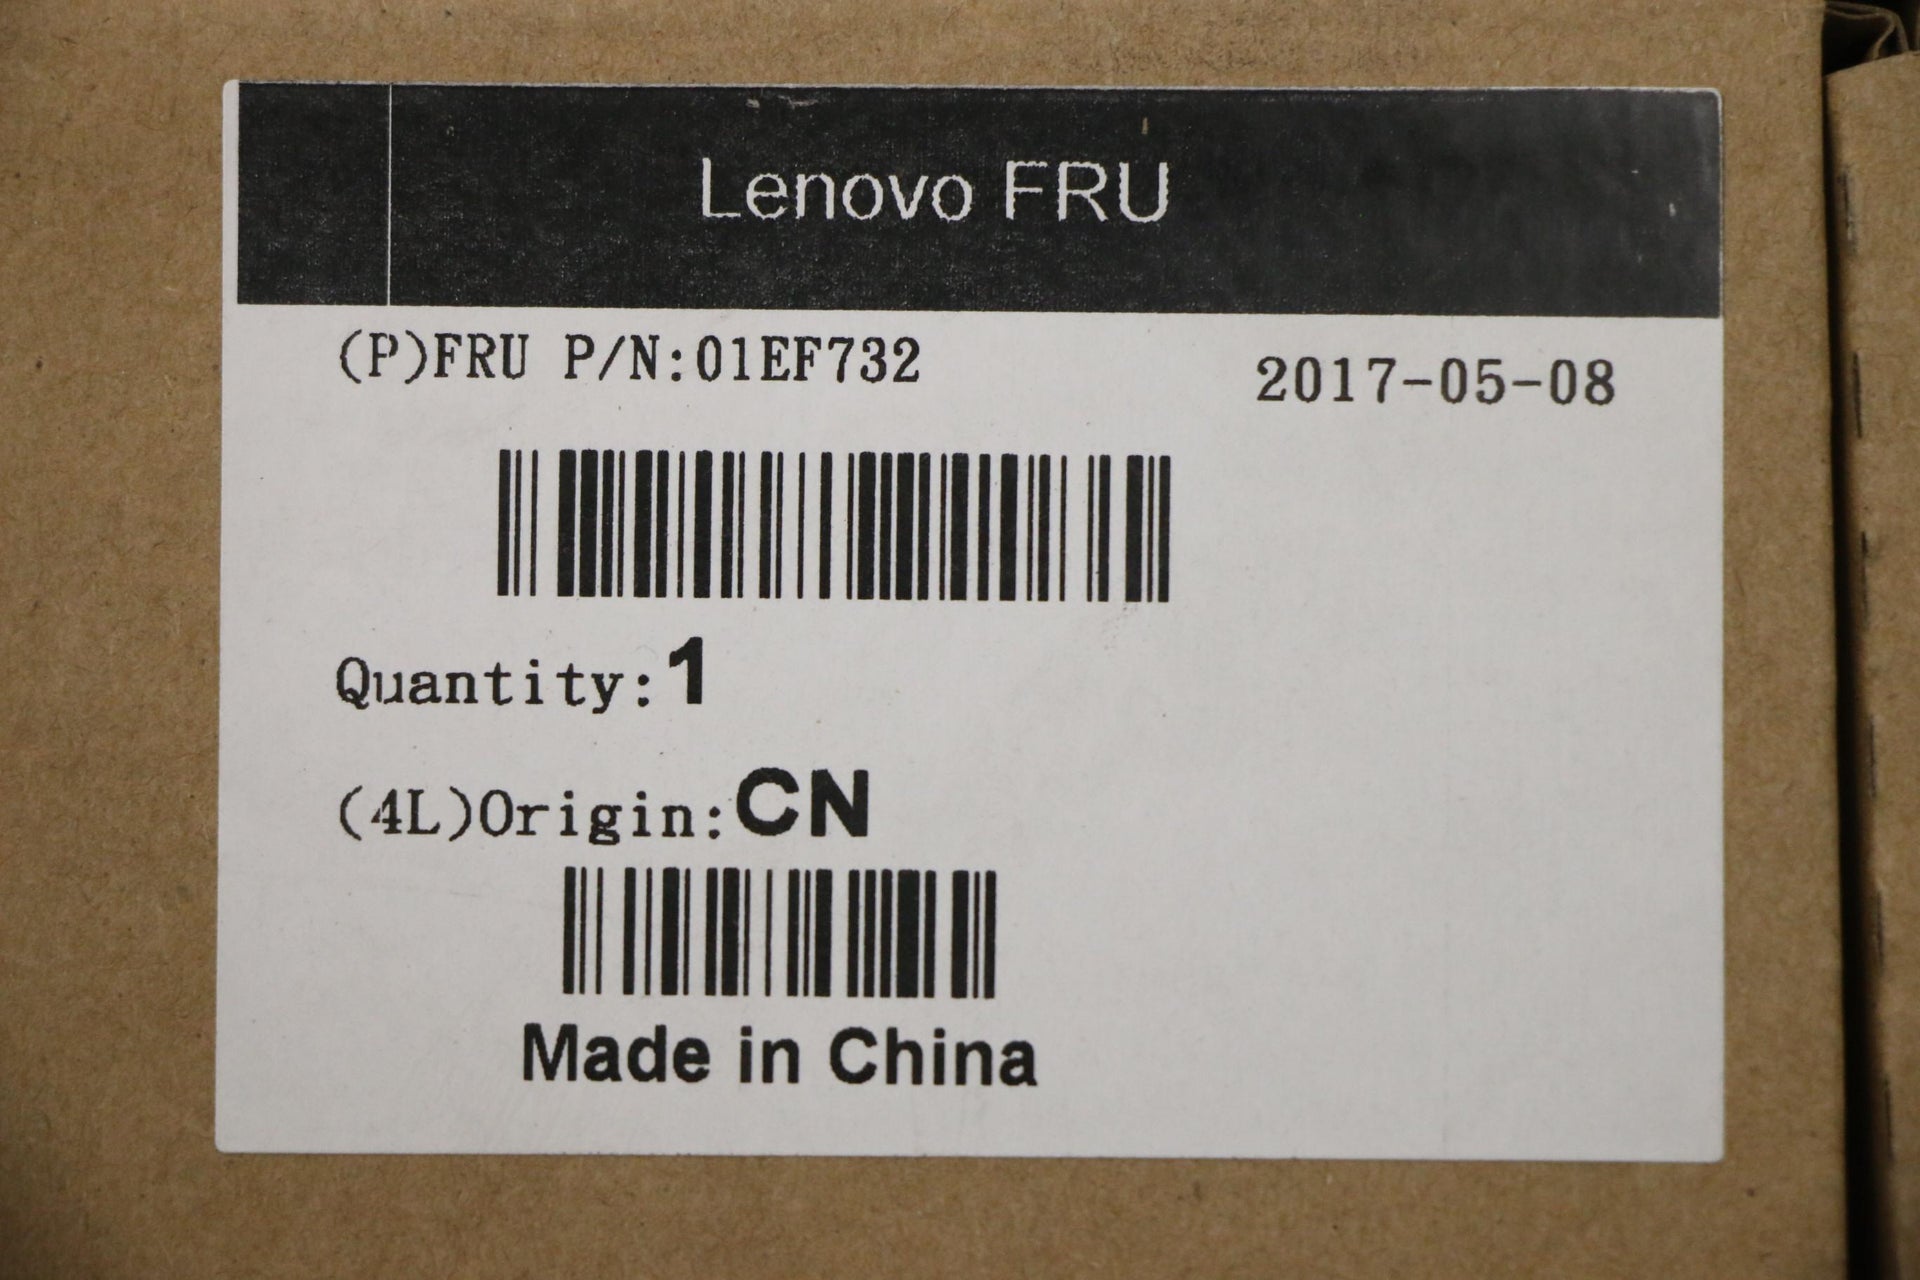 Lenovo FRU
(P)FRU P/N:01EF732
2017-05-08
Quantity:1
(4L)Origin:CN
Made in China